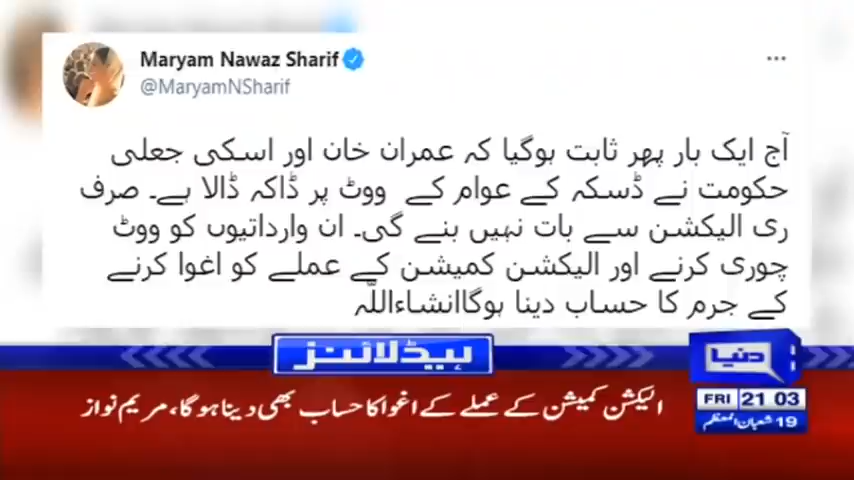 Maryam Nawaz Sharif
@MaryamNSharif
آج ایک بار پھر ثابت ہوگیا کہ عمران خان اور اسکی جعلی
حکومت نے ڈسکہ کے عوام کے ووٹ پر ڈاکہ ڈالا ہے۔ صرف
ری الیکشن سے بات نہیں بنے گی۔ ان وارداتیوں کو ووٹ
چوری کرنے اور الیکشن کمیشن کے عملے کو اغوا کرنے
کے جرم کا حساب دینا ہوگاانشاءاللّہ
ہیڈلائنز
دنیا
الیکشن کمیشن کے عملے کے اغوا کا حساب بھی دینا ہوگا، مریم نواز
FRI 21 03
19 شعبان المعظم